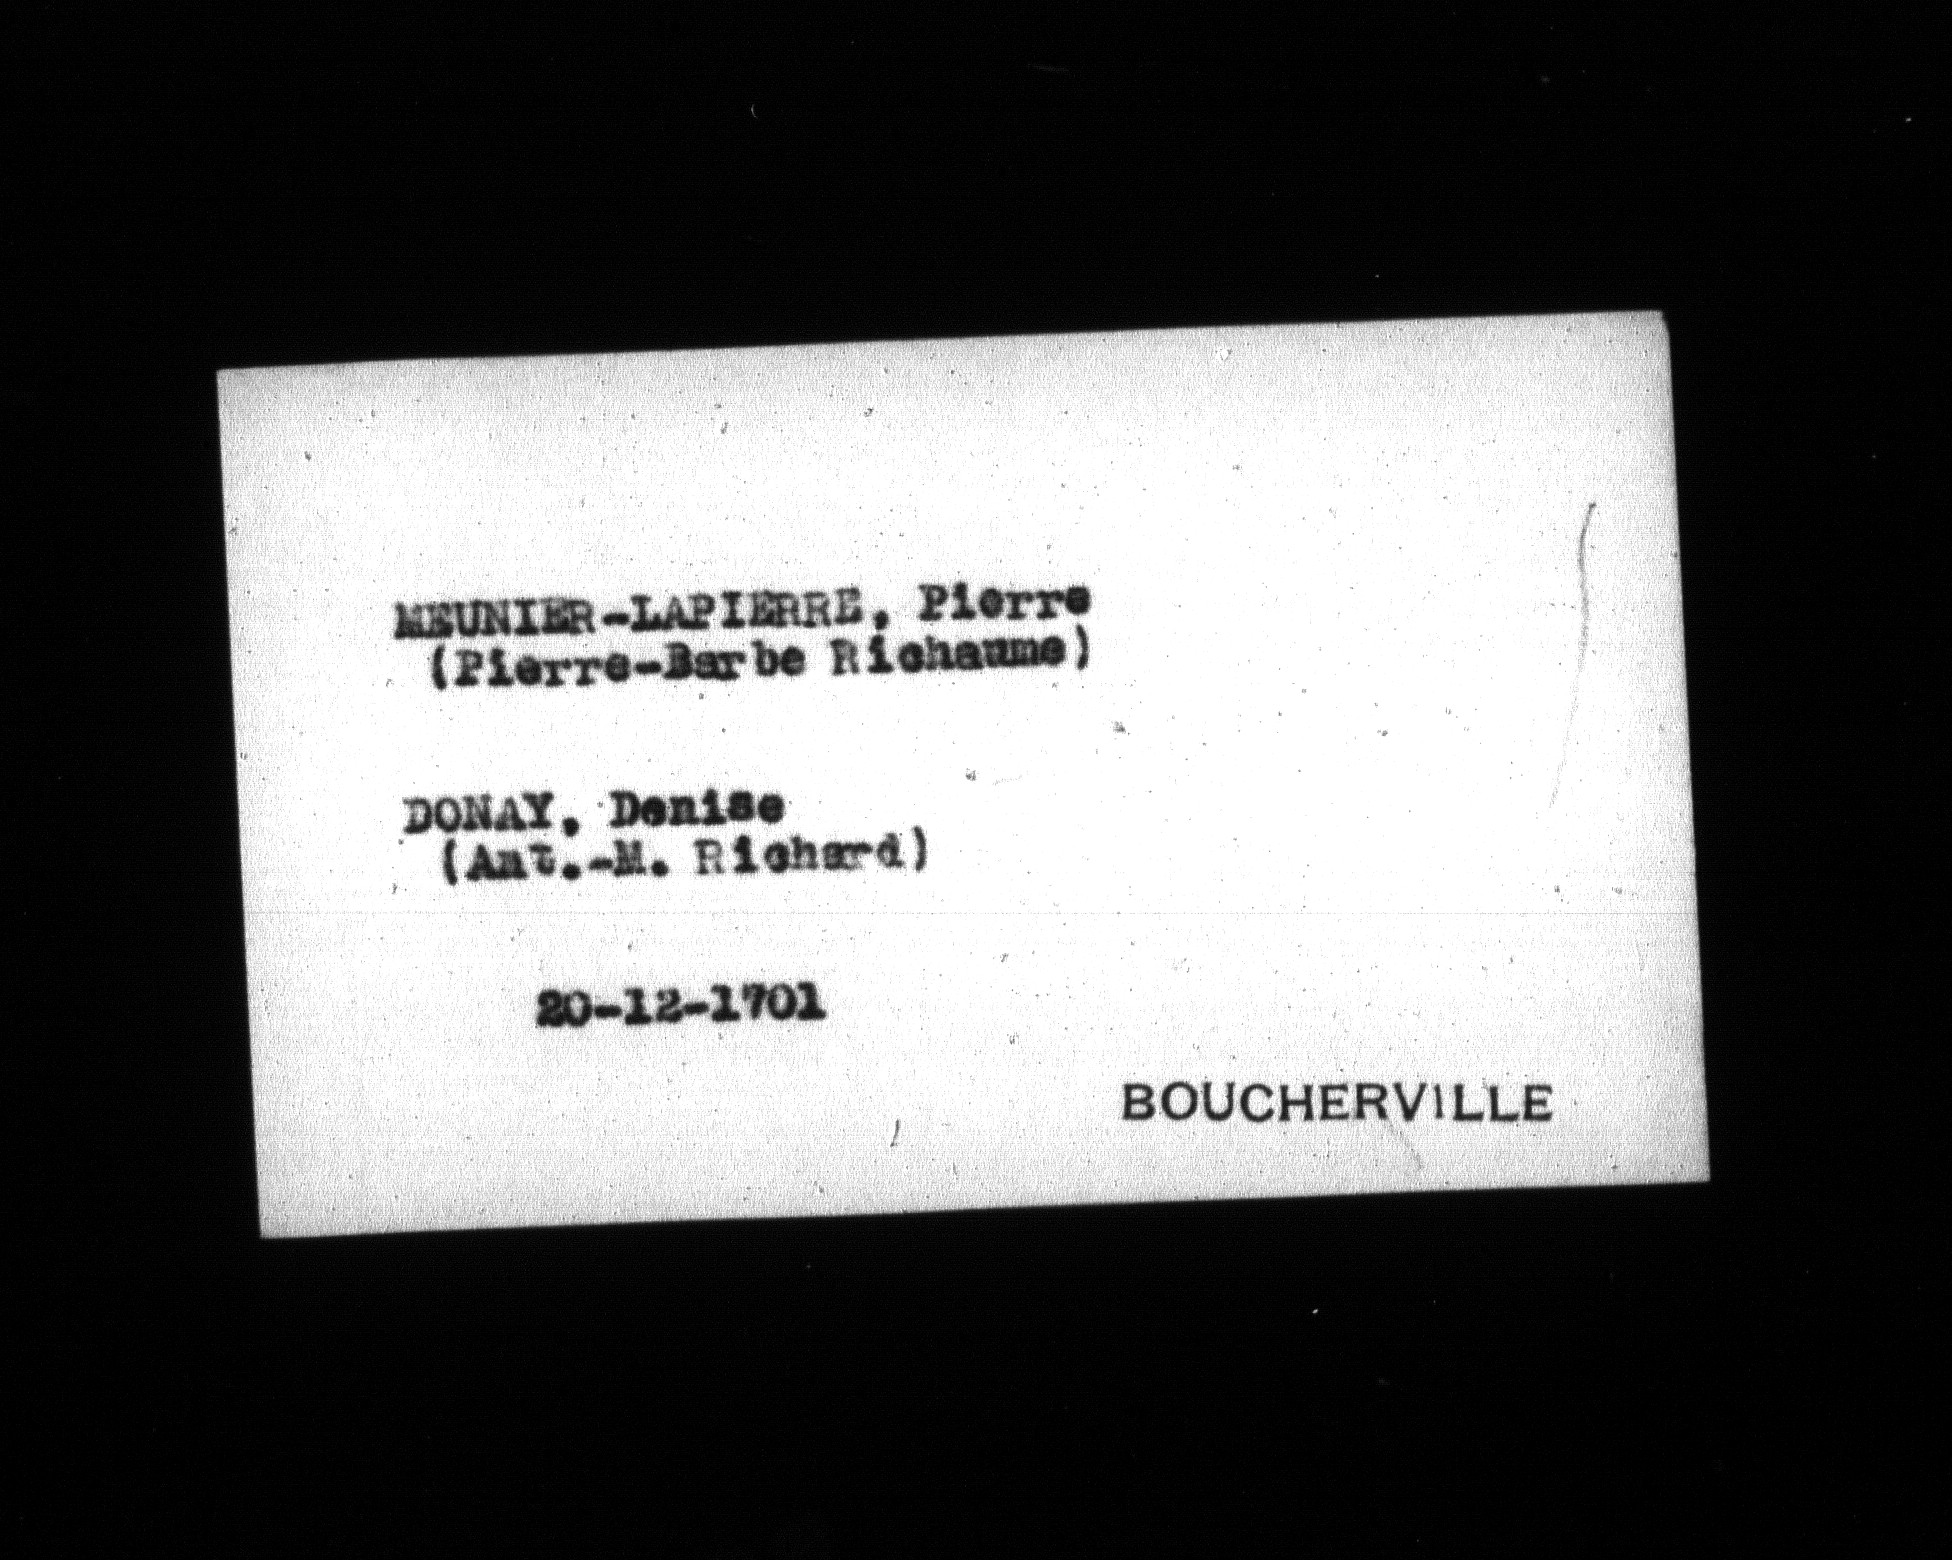 MEUNIER-LAPIERRE, Pierre
(Pierre-Barbe Richaume)
DONAY, Denise
(Ant.-M. Richard)
20-12-1701
BOUCHERVILLE